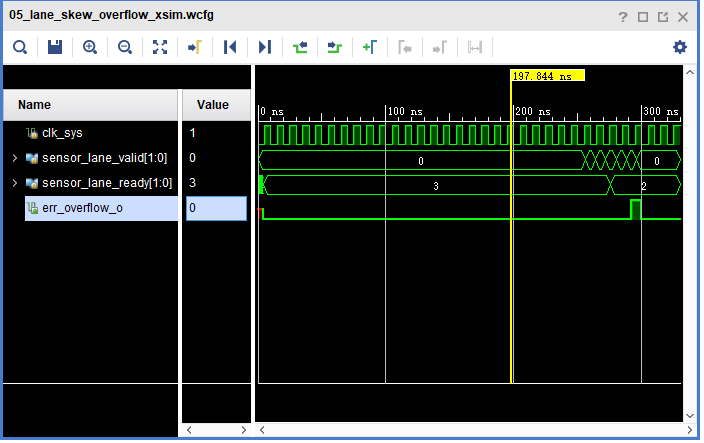 05_lane_skew_overflow_xsim.wcfg
197.844 ns
Name Value
0 ns 100 ns 200 ns 300 ns
clk_sys 1
sensor_lane_valid[1:0] 0 0 0
sensor_lane_ready[1:0] 3 3 2
err_overflow_o 0